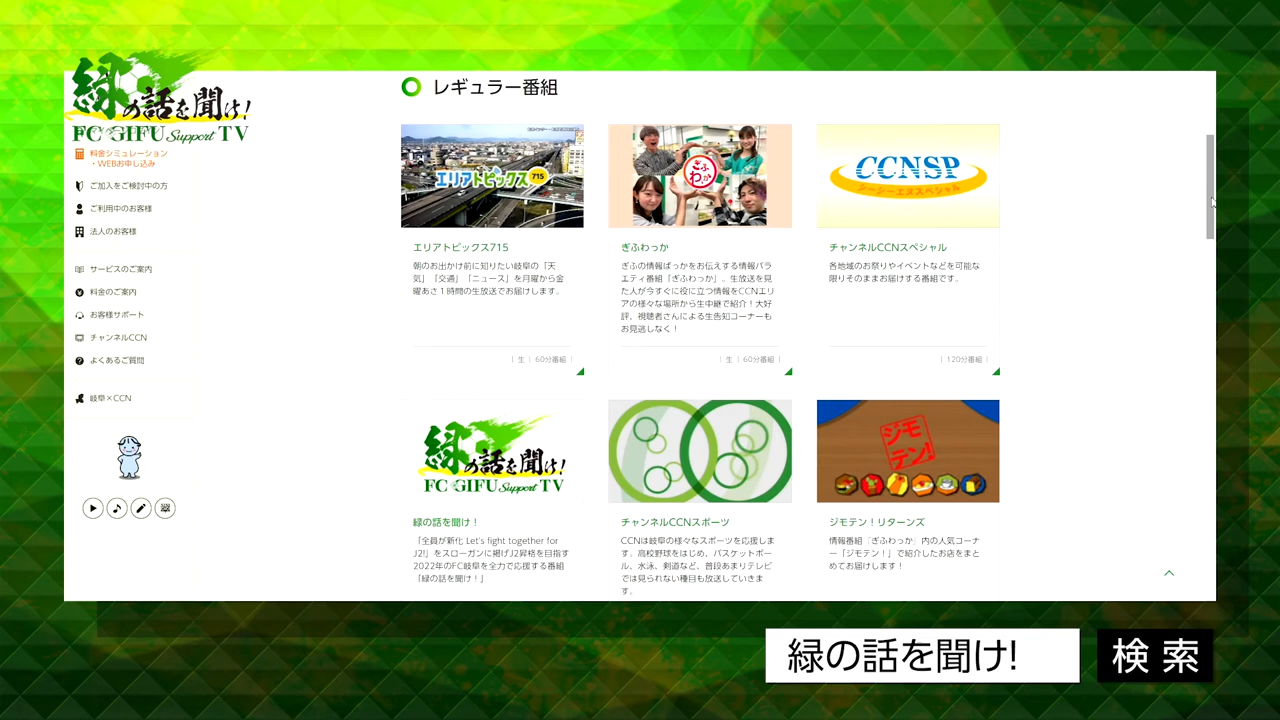 緑の話を聞け!
FC GIFU Support TV
料金シミュレーション
・WEBお申し込み
ご加入をご検討中の方
ご利用中のお客様
法人のお客様
サービスのご案内
料金のご案内
お客様サポート
チャンネルCCN
よくあるご質問
岐阜×CCN
レギュラー番組
エリアトピックス 715
エリアトピックス715
朝のお出かけ前に知りたい岐阜の「天
気」「交通」「ニュース」を月曜から金
曜あさ1時間の生放送でお届けします。
| 生 | 60分番組 |
ぎふわっか
ぎふわっか
ぎふの情報ばっかをお伝えする情報バラ
エティ番組「ぎふわっか」。生放送を見
た人が今すぐに役に立つ情報をCCNエリ
アの様々な場所から生中継で紹介！大好
評、視聴者さんによる生告知コーナーも
お見逃しなく！
| 生 | 60分番組 |
CCNSP
シーシーエヌスペシャル
チャンネルCCNスペシャル
各地域のお祭りやイベントなどを可能な
限りそのままお届けする番組です。
| 120分番組 |
緑の話を聞け!
FC GIFU Support TV
緑の話を聞け！
「全員が新化 Let's fight together for
J2!」をスローガンに掲げJ2昇格を目指す
2022年のFC岐阜を全力で応援する番組
「緑の話を聞け！」
チャンネルCCNスポーツ
CCNは岐阜の様々なスポーツを応援しま
す。高校野球をはじめ、バスケットボー
ル、水泳、剣道など、普段あまりテレビ
では見られない種目も放送していきま
す。
ジモテン!
ジモテン！リターンズ
情報番組「ぎふわっか」内の人気コーナ
ー「ジモテン！」で紹介したお店をまと
めてお届けします！
緑の話を聞け!
検索